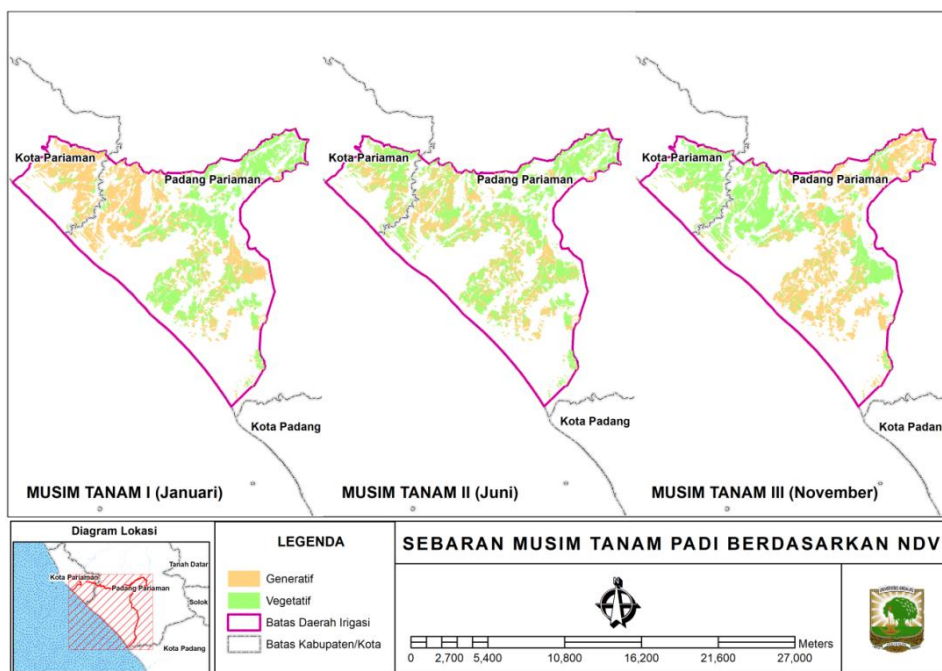 Kota Pariaman
Padang Pariaman
Kota Padang
MUSIM TANAM I (Januari)
Kota Pariaman
Padang Pariaman
Kota Padang
MUSIM TANAM II (Juni)
Kota Pariaman
Padang Pariaman
Kota Padan
MUSIM TANAM III (November)
Diagram Lokasi
Tanah Datar
Kota Pariaman
Padang Pariaman
Solok
Kota Padang
LEGENDA
Generatif
Vegetatif
Batas Daerah Irigasi
Batas Kabupaten/Kota
SEBARAN MUSIM TANAM PADI BERDASARKAN NDV
Meters
0 2,700 5,400 10,800 16,200 21,600 27,000